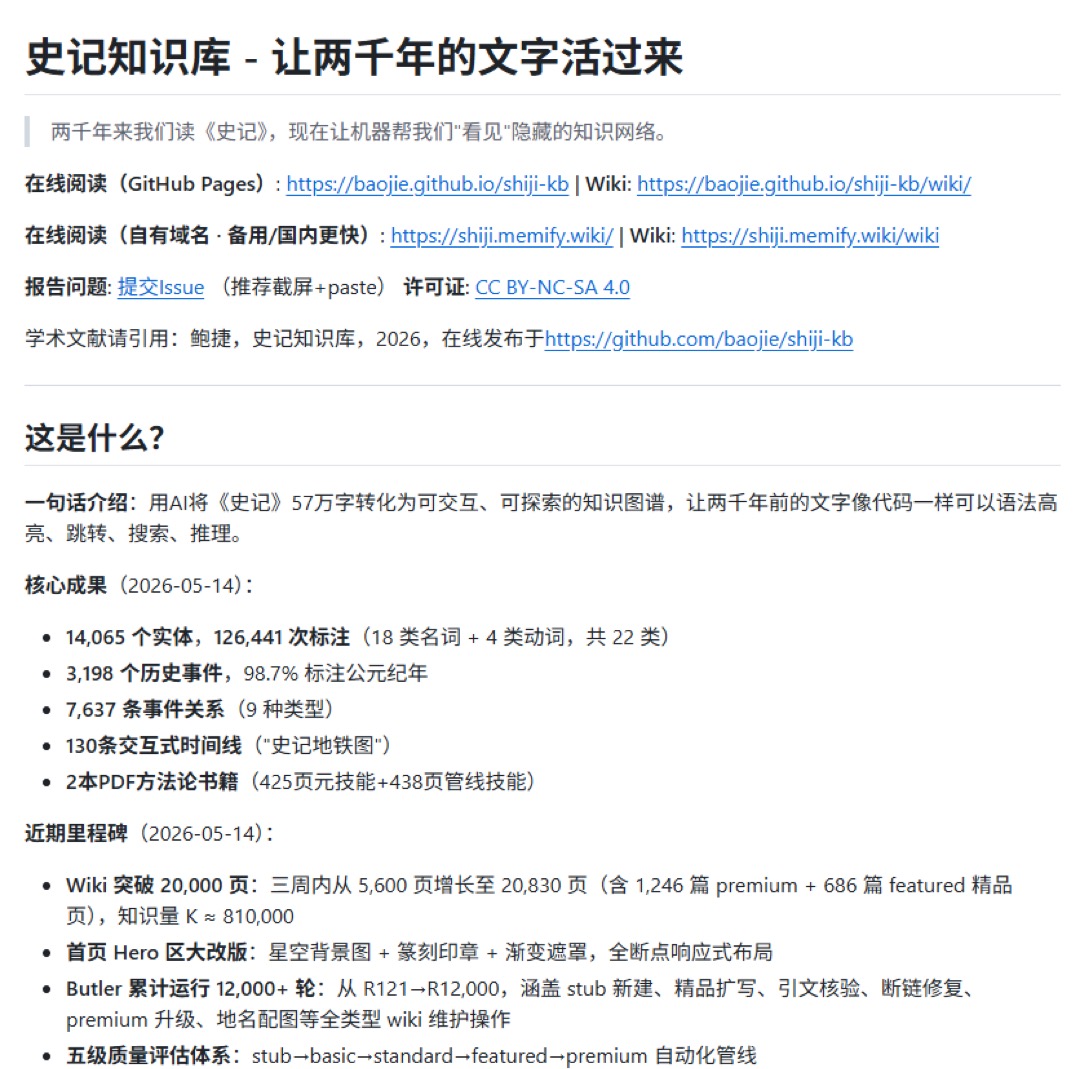 史记知识库 - 让两千年的文字活过来
两千年来我们读《史记》，现在让机器帮我们"看见"隐藏的知识网络。
在线阅读（GitHub Pages）: https://baojie.github.io/shiji-kb | Wiki: https://baojie.github.io/shiji-kb/wiki/
在线阅读（自有域名 · 备用/国内更快）: https://shiji.memify.wiki/ | Wiki: https://shiji.memify.wiki/wiki
报告问题: 提交Issue （推荐截屏+paste） 许可证: CC BY-NC-SA 4.0
学术文献请引用：鲍捷，史记知识库，2026，在线发布于https://github.com/baojie/shiji-kb
这是什么？
一句话介绍：用AI将《史记》57万字转化为可交互、可探索的知识图谱，让两千年前的文字像代码一样可以语法高
亮、跳转、搜索、推理。
核心成果（2026-05-14）：
• 14,065 个实体，126,441 次标注（18 类名词 + 4 类动词，共 22 类）
• 3,198 个历史事件，98.7% 标注公元纪年
• 7,637 条事件关系（9 种类型）
• 130条交互式时间线（"史记地铁图"）
• 2本PDF方法论书籍（425页元技能+438页管线技能）
近期里程碑（2026-05-14）：
• Wiki 突破 20,000 页：三周内从 5,600 页增长至 20,830 页（含 1,246 篇 premium + 686 篇 featured 精品
页），知识量 K ≈ 810,000
• 首页 Hero 区大改版：星空背景图 + 篆刻印章 + 渐变遮罩，全断点响应式布局
• Butler 累计运行 12,000+ 轮：从 R121→R12,000，涵盖 stub 新建、精品扩写、引文核验、断链修复、
premium 升级、地名配图等全类型 wiki 维护操作
• 五级质量评估体系：stub→basic→standard→featured→premium 自动化管线